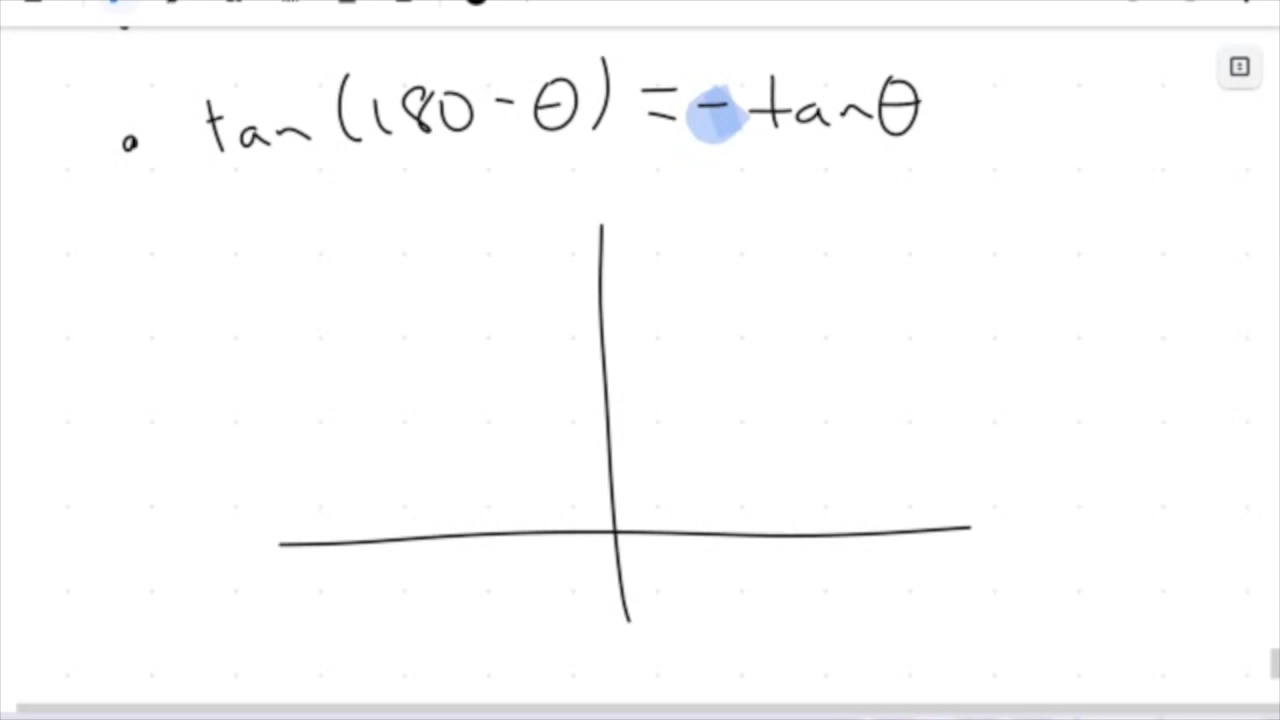 • tan(180-θ) = -tanθ